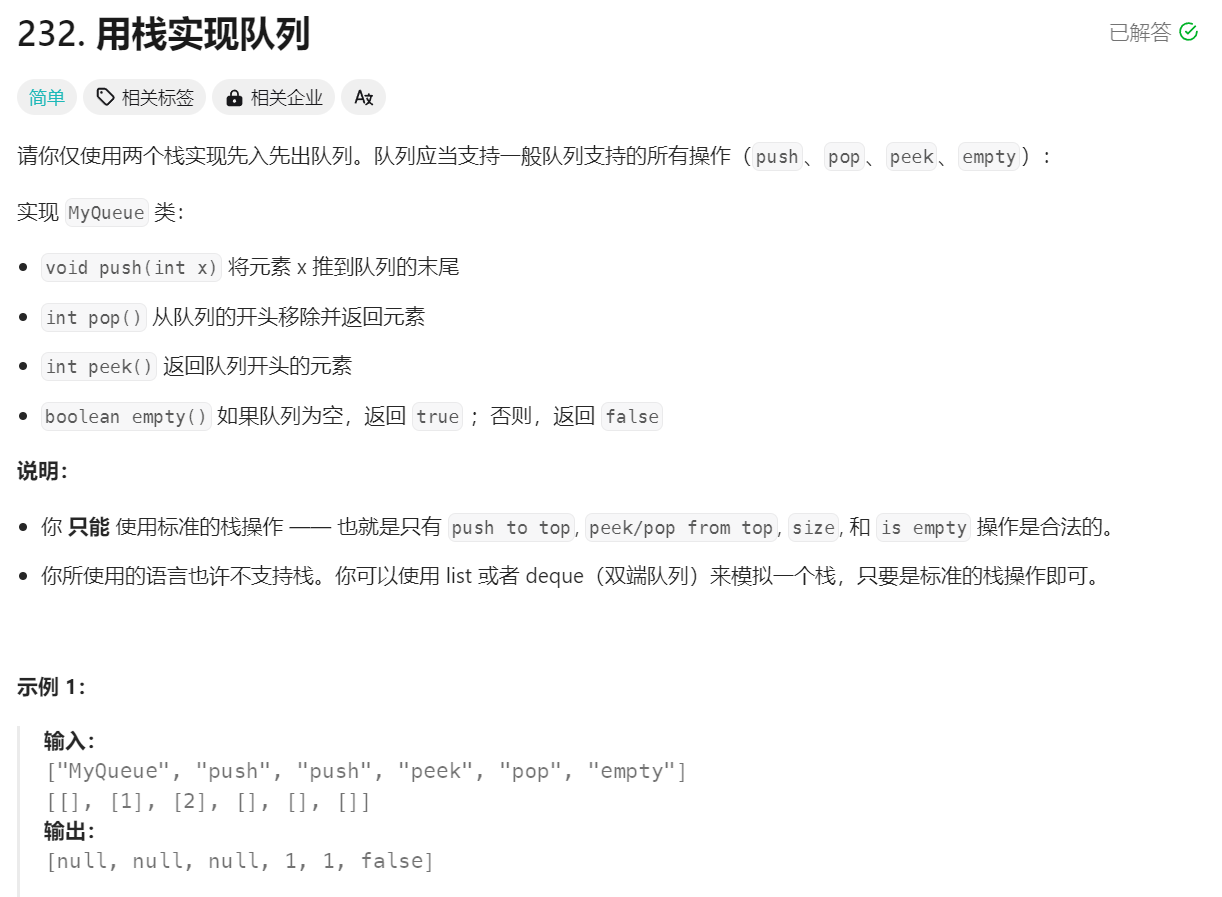 232. 用栈实现队列
已解答
简单 相关标签 相关企业 Aх
请你仅使用两个栈实现先入先出队列。队列应当支持一般队列支持的所有操作（push、pop、peek、empty）：
实现 MyQueue 类：
• void push(int x) 将元素 x 推到队列的末尾
• int pop() 从队列的开头移除并返回元素
• int peek() 返回队列开头的元素
• boolean empty() 如果队列为空，返回 true ；否则，返回 false
说明：
• 你 只能 使用标准的栈操作 —— 也就是只有 push to top, peek/pop from top, size, 和 is empty 操作是合法的。
• 你所使用的语言也许不支持栈。你可以使用 list 或者 deque（双端队列）来模拟一个栈，只要是标准的栈操作即可。
示例 1：
输入：
["MyQueue", "push", "push", "peek", "pop", "empty"]
[[], [1], [2], [], [], []]
输出：
[null, null, null, 1, 1, false]